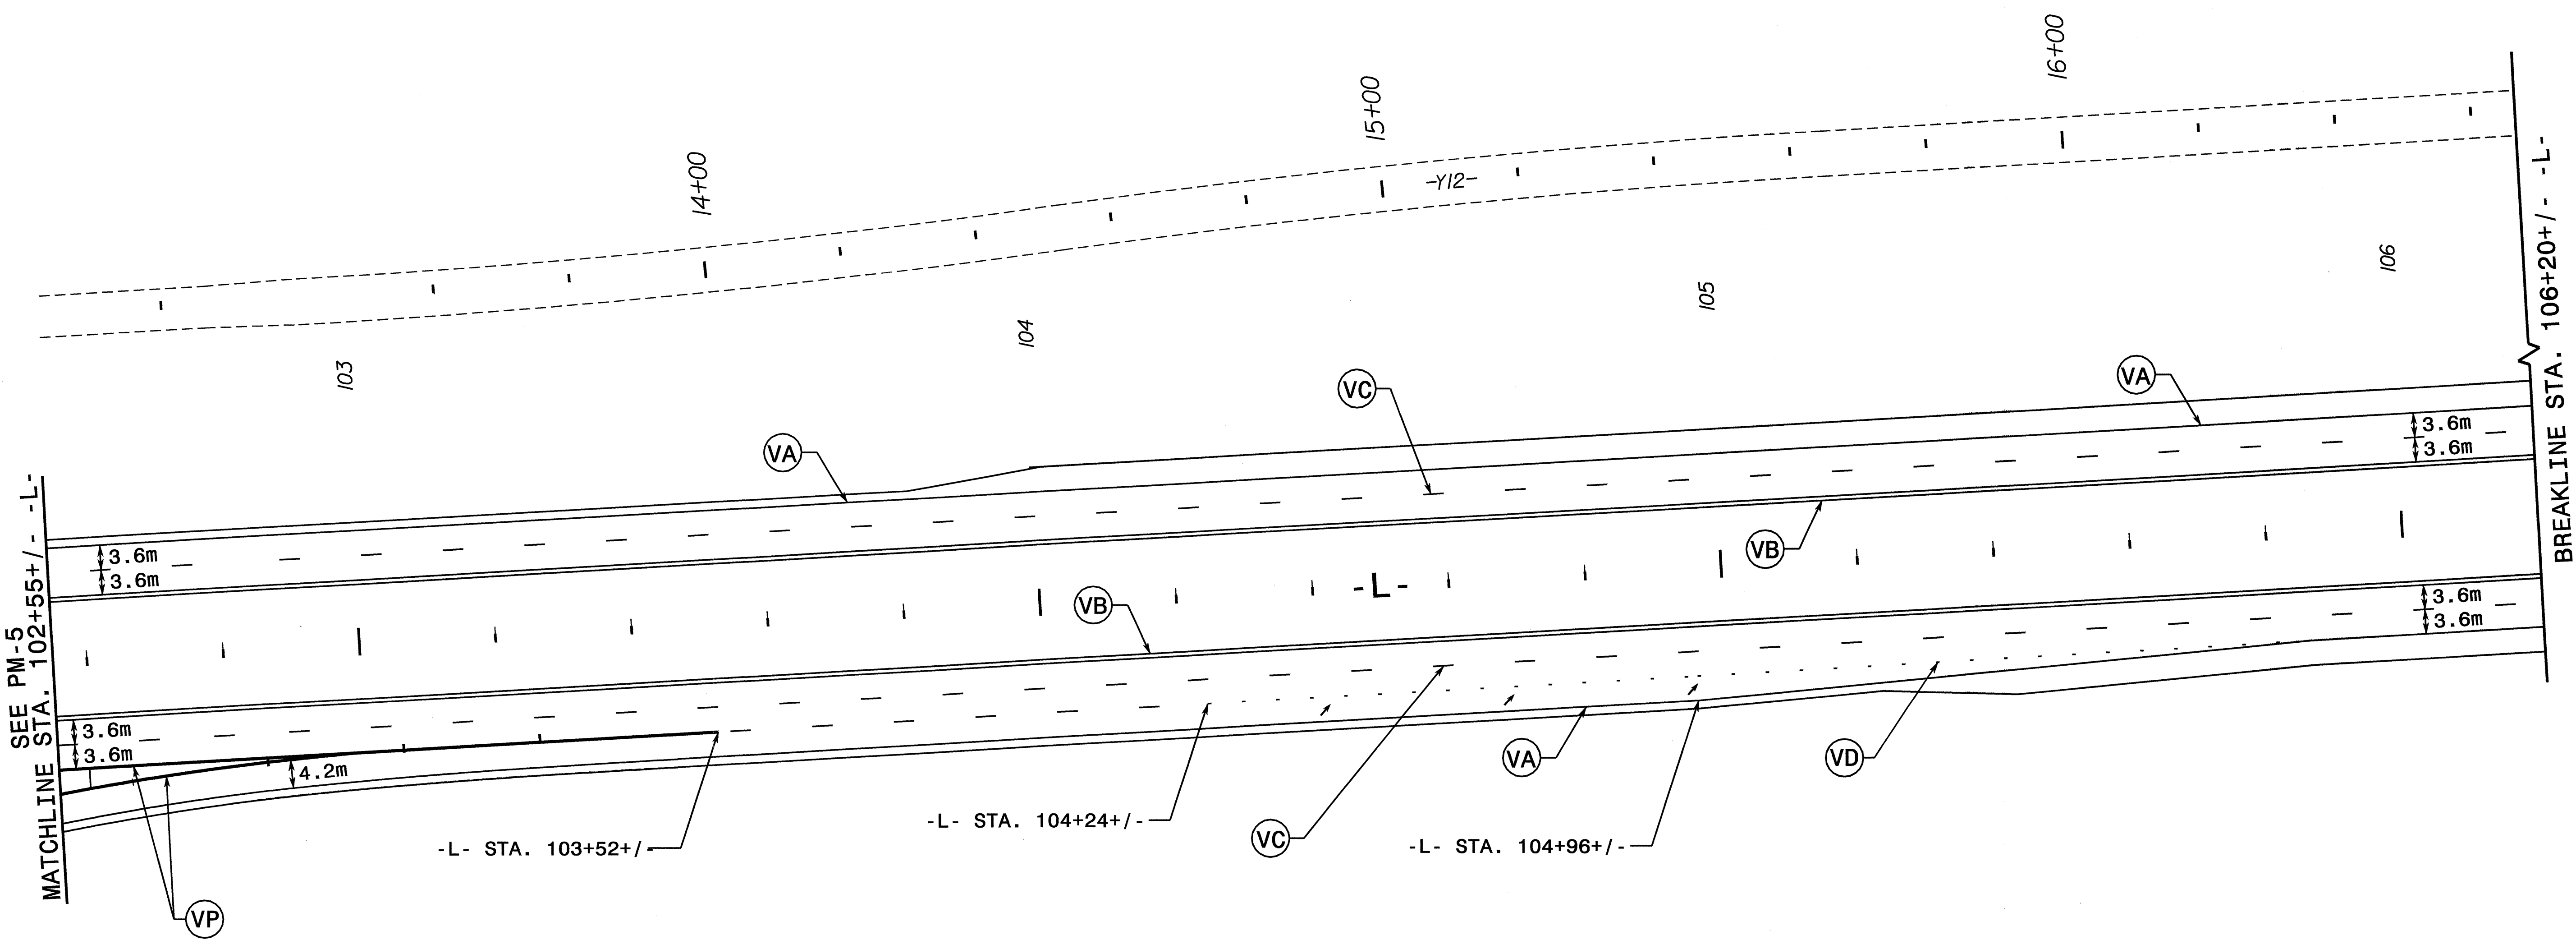 16+00
15+00
14+00
-Y12-
106
105
104
103
VA
VC
VA
3.6m
3.6m
3.6m
3.6m
VB
-L-
VB
3.6m
3.6m
3.6m
3.6m
4.2m
VA
VD
-L- STA. 103+52+/-
-L- STA. 104+24+/-
VC
-L- STA. 104+96+/-
VP
SEE PM-5
MATCHLINE STA. 102+55+/- -L-
BREAKLINE STA. 106+20+/- -L-